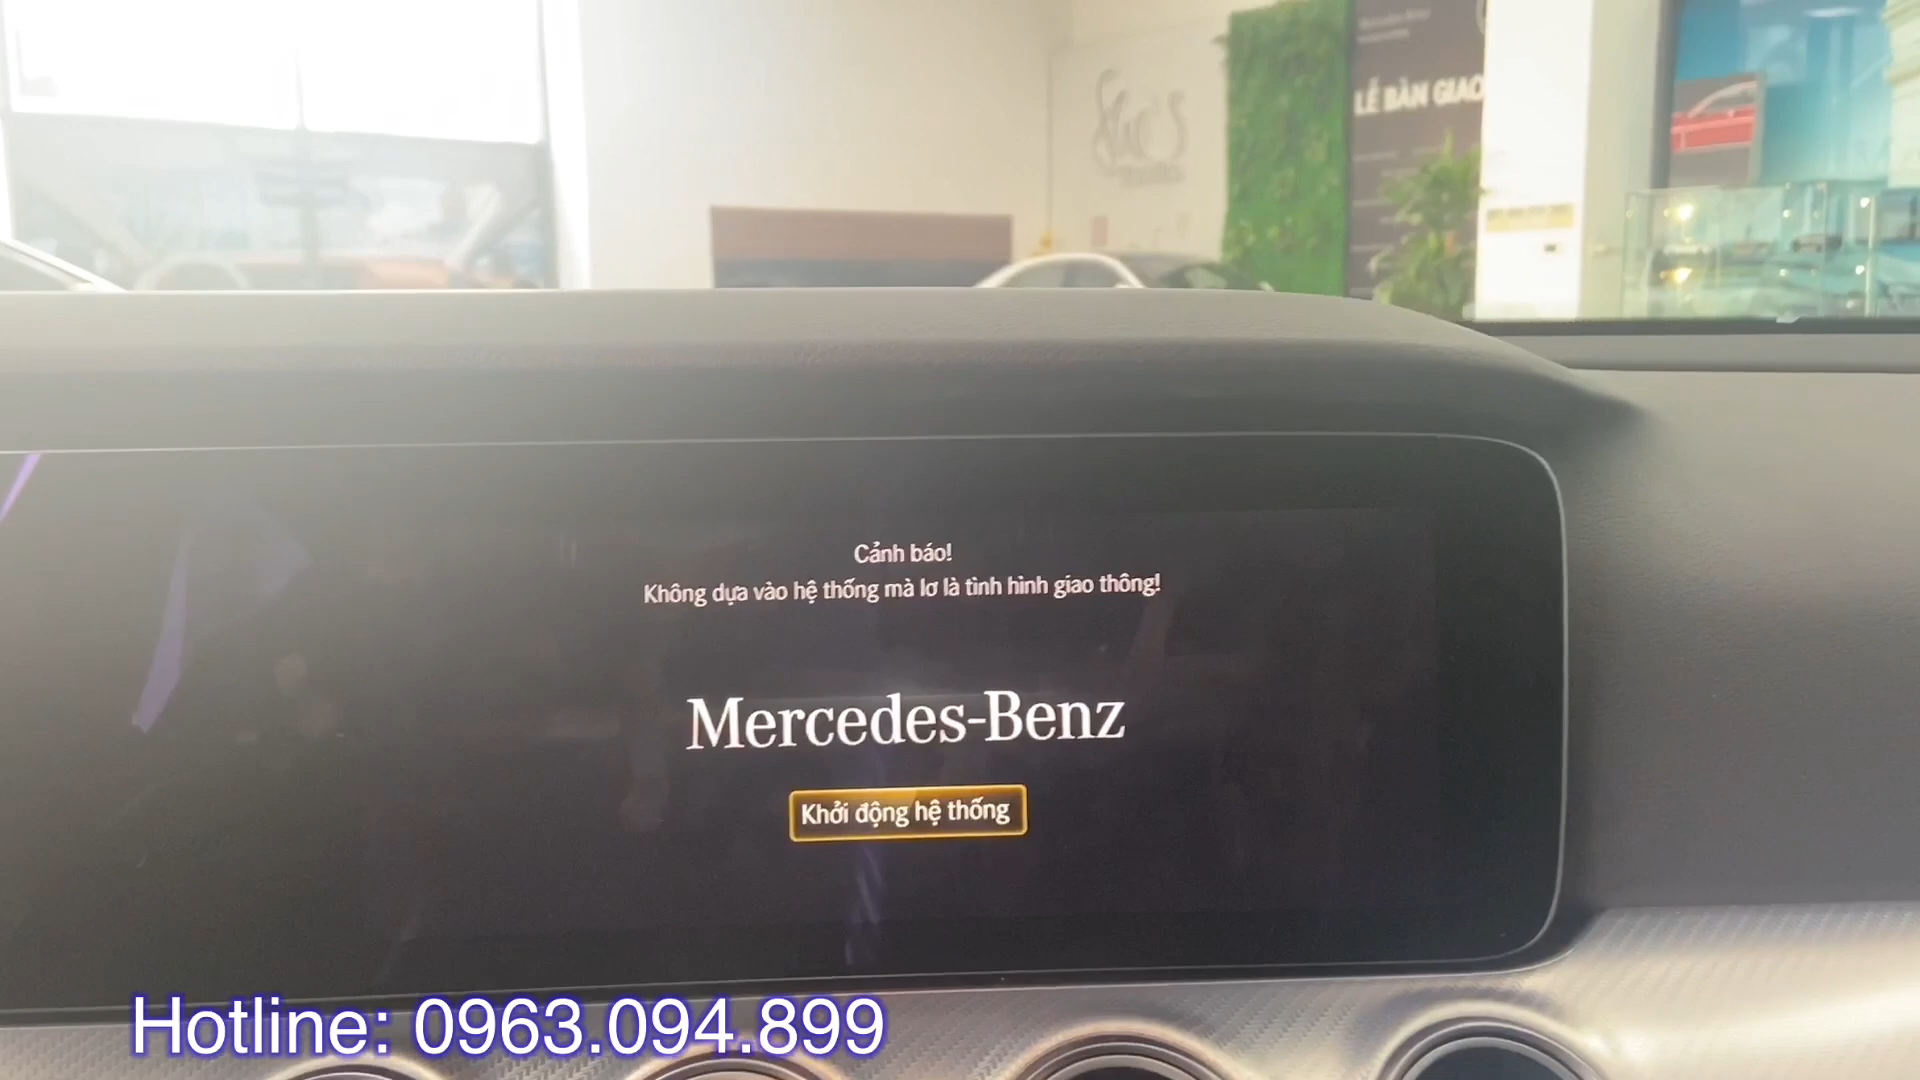 LỄ BÀN GIAO
Cảnh báo!
Không dựa vào hệ thống mà lơ là tình hình giao thông!
Mercedes-Benz
Khởi động hệ thống
Hotline: 0963.094.899